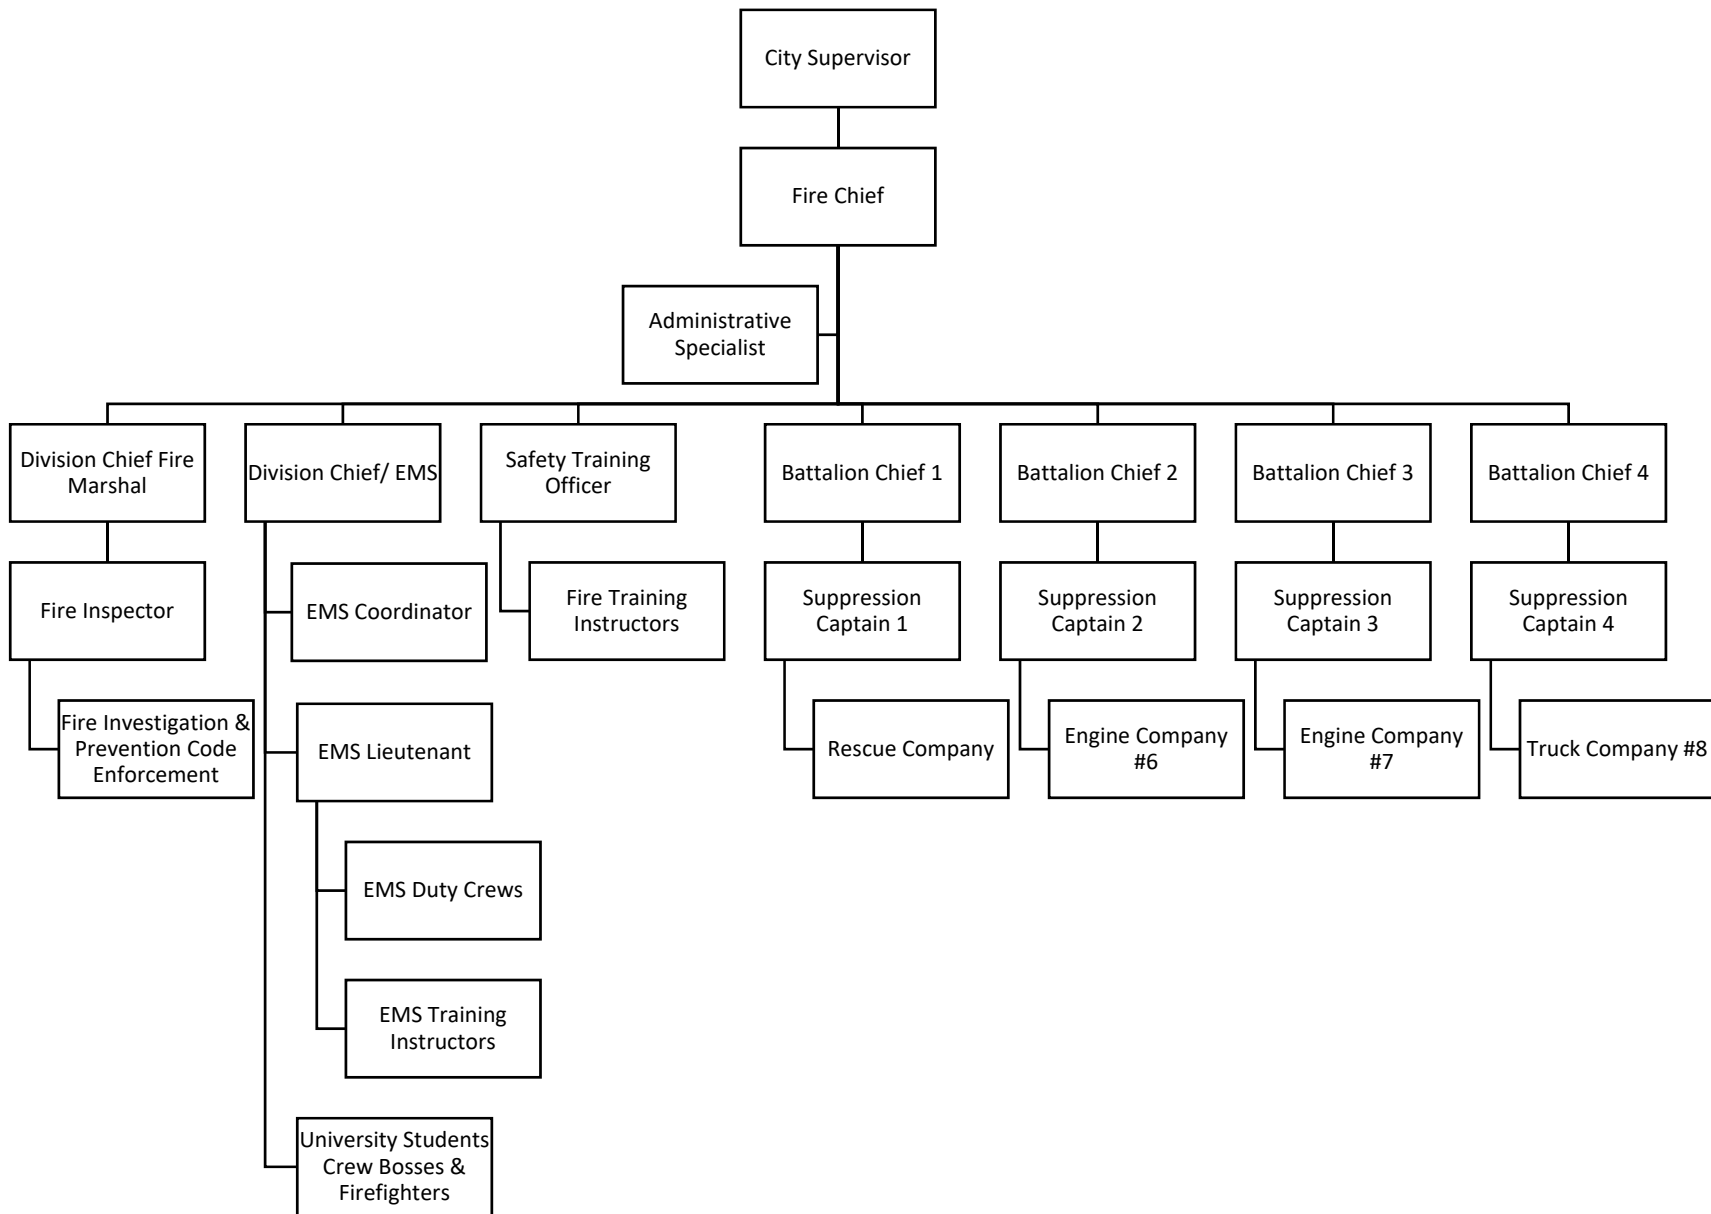 City Supervisor
Fire Chief
Administrative
Specialist
Division Chief Fire
Marshal
Division Chief/ EMS
Safety Training
Officer
Battalion Chief 1
Battalion Chief 2
Battalion Chief 3
Battalion Chief 4
Fire Inspector
EMS Coordinator
Fire Training
Instructors
Suppression
Captain 1
Suppression
Captain 2
Suppression
Captain 3
Suppression
Captain 4
Fire Investigation &
Prevention Code
Enforcement
EMS Lieutenant
Rescue Company
Engine Company
#6
Engine Company
#7
Truck Company #8
EMS Duty Crews
EMS Training
Instructors
University Students
Crew Bosses &
Firefighters